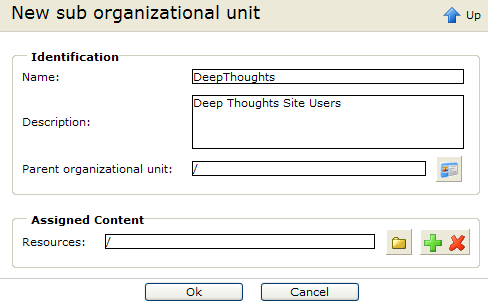 New sub organizational unit
Up
Identification
Name: DeepThoughts
Description: Deep Thoughts Site Users
Parent organizational unit: /
Assigned Content
Resources: /
Ok Cancel